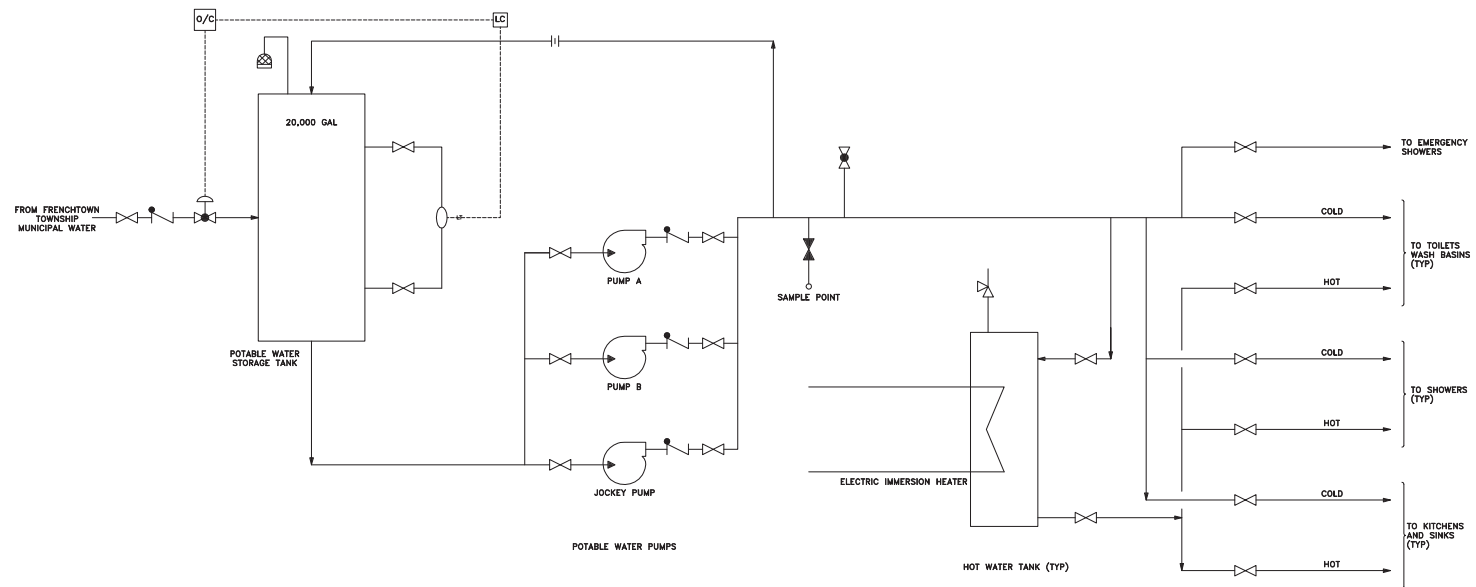 O/C
LC
20,000 GAL
TO EMERGENCY
SHOWERS
FROM FRENCHTOWN
TOWNSHIP
MUNICIPAL WATER
LT
COLD
TO TOILETS
WASH BASINS
(TYP)
PUMP A
HOT
SAMPLE POINT
POTABLE WATER
STORAGE TANK
COLD
PUMP B
TO SHOWERS
(TYP)
HOT
ELECTRIC IMMERSION HEATER
JOCKEY PUMP
COLD
TO KITCHENS
AND SINKS
(TYP)
POTABLE WATER PUMPS
HOT WATER TANK (TYP)
HOT